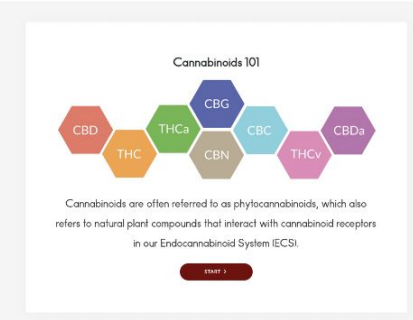 Cannabinoids 101
CBG
CBD
THCa
CBC
CBDa
THC
CBN
THCv
Cannabinoids are often referred to as phytocannabinoids, which also
refers to natural plant compounds that interact with cannabinoid receptors
in our Endocannabinoid System (ECS).
START >